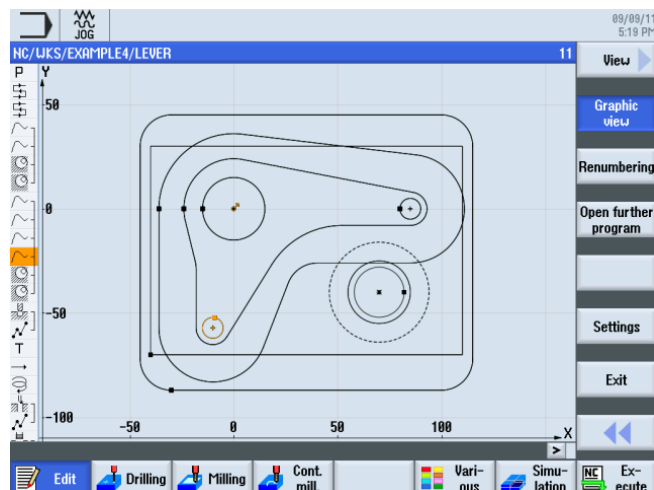 JOG
09/09/11
5:19 PM
NC/WKS/EXAMPLE4/LEVER 11
View
P
Y
50
Graphic
view
Renumbering
0
Open further
program
-50
Settings
T
Exit
-100
-50 0 50 100
X
>
Edit
Drilling
Milling
Cont.
mill.
Vari-
ous
Simu-
lation
NC
Ex-
ecute